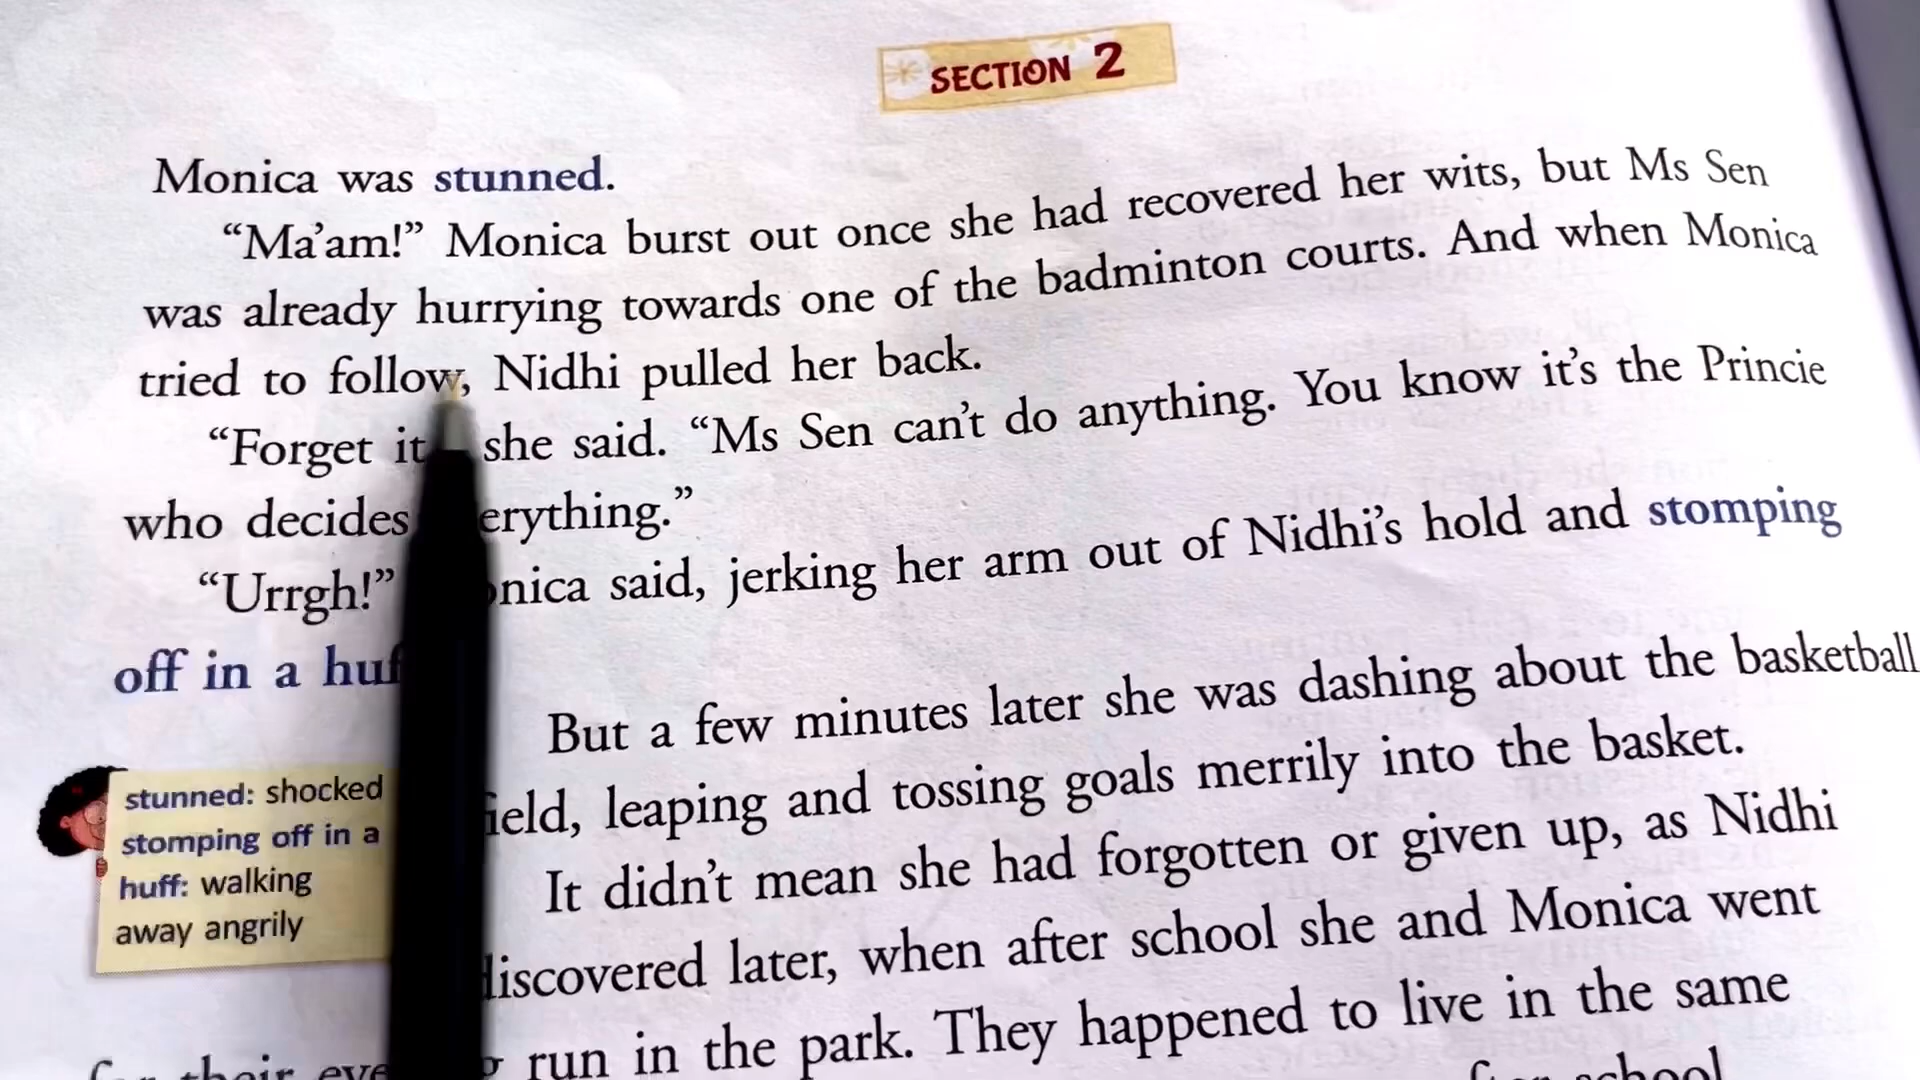 SECTION 2
Monica was stunned.
“Ma’am!” Monica burst out once she had recovered her wits, but Ms Sen
was already hurrying towards one of the badminton courts. And when Monica
tried to follow, Nidhi pulled her back.
“Forget it she said. “Ms Sen can’t do anything. You know it’s the Princie
who decides erything.”
“Urrgh!” nica said, jerking her arm out of Nidhi’s hold and stomping
off in a huf
But a few minutes later she was dashing about the basketball
field, leaping and tossing goals merrily into the basket.
It didn’t mean she had forgotten or given up, as Nidhi
discovered later, when after school she and Monica went
their eve run in the park. They happened to live in the same
school
stunned: shocked
stomping off in a
huff: walking
away angrily